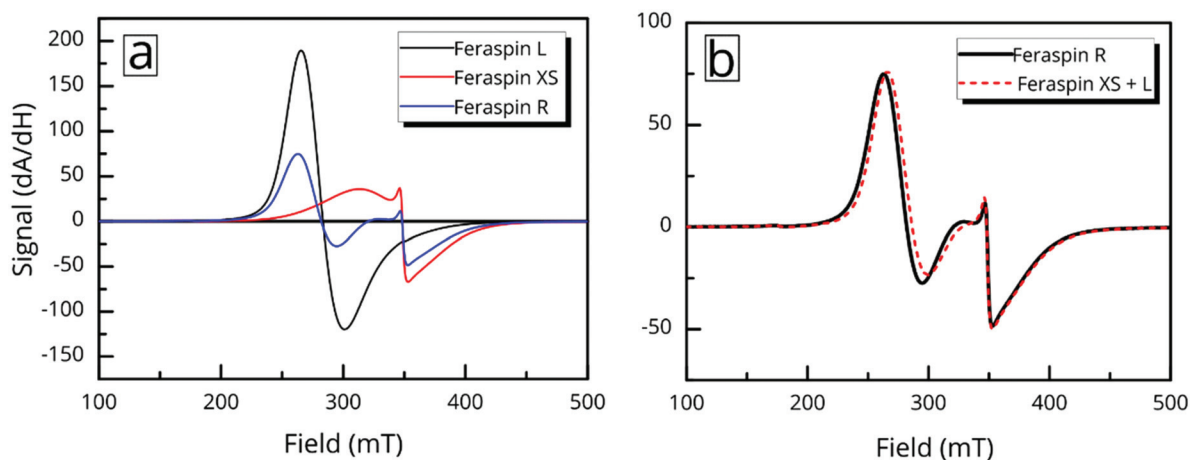 a
Feraspin L
Feraspin XS
Feraspin R
Signal (dA/dH)
200
150
100
50
0
-50
-100
-150
100 200 300 400 500
Field (mT)
b
Feraspin R
Feraspin XS + L
100
50
0
-50
100 200 300 400 500
Field (mT)